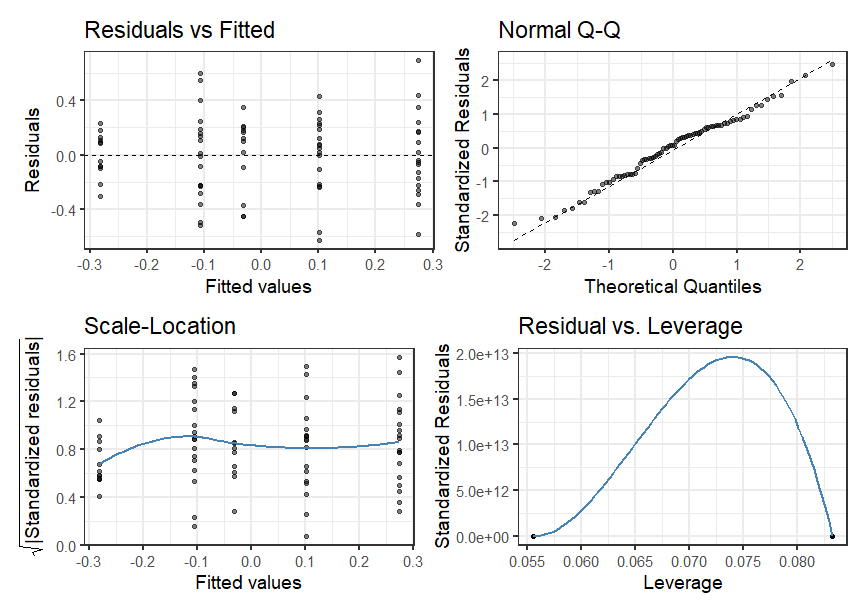 Residuals vs Fitted
Residuals
0.4
0.0
-0.4
-0.3
-0.2
-0.1
0.0
0.1
0.2
0.3
Fitted values
Normal Q-Q
Standardized Residuals
2
1
0
-1
-2
-2
-1
0
1
2
Theoretical Quantiles
Scale-Location
√|Standardized residuals|
1.6
1.2
0.8
0.4
0.0
-0.3
-0.2
-0.1
0.0
0.1
0.2
0.3
Fitted values
Residual vs. Leverage
Standardized Residuals
2.0e+13
1.5e+13
1.0e+13
5.0e+12
0.0e+00
0.055
0.060
0.065
0.070
0.075
0.080
Leverage